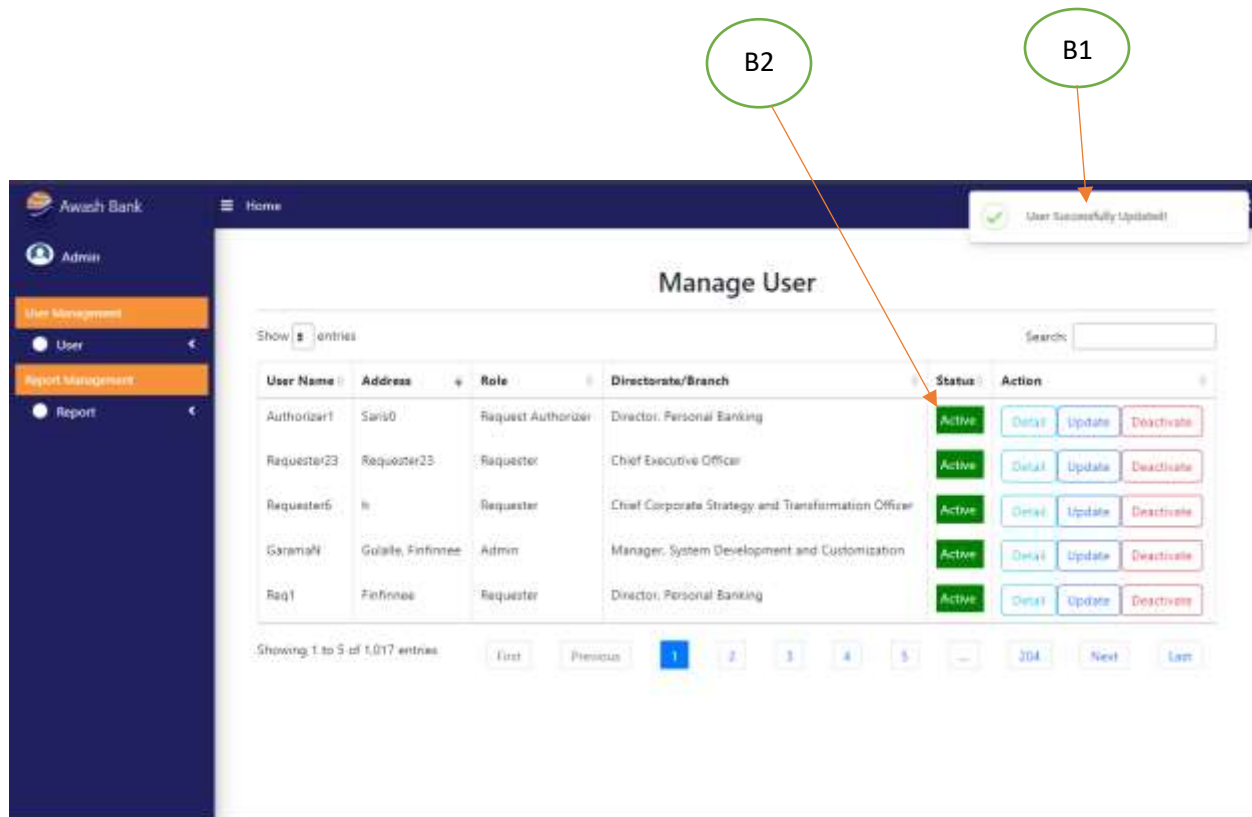 B2
B1
Awash Bank
Home
User Successfully Updated!
Admin
Manage User
User Management
User
Show 5 entries
Search:
Report Management
Report
User Name Address Role Directorate/Branch Status Action
Authorizer1 Saris0 Request Authorizer Director, Personal Banking Active Detail Update Deactivate
Requester23 Requester23 Requester Chief Executive Officer Active Detail Update Deactivate
Requester6 Requester Chief Corporate Strategy and Transformation Officer Active Detail Update Deactivate
GaramaN Gulalle, Finfinnee Admin Manager, System Development and Customization Active Detail Update Deactivate
Req1 Finfinnee Requester Director, Personal Banking Active Detail Update Deactivate
Showing 1 to 5 of 1,017 entries First Previous 1 2 3 4 5 ... 204 Next Last